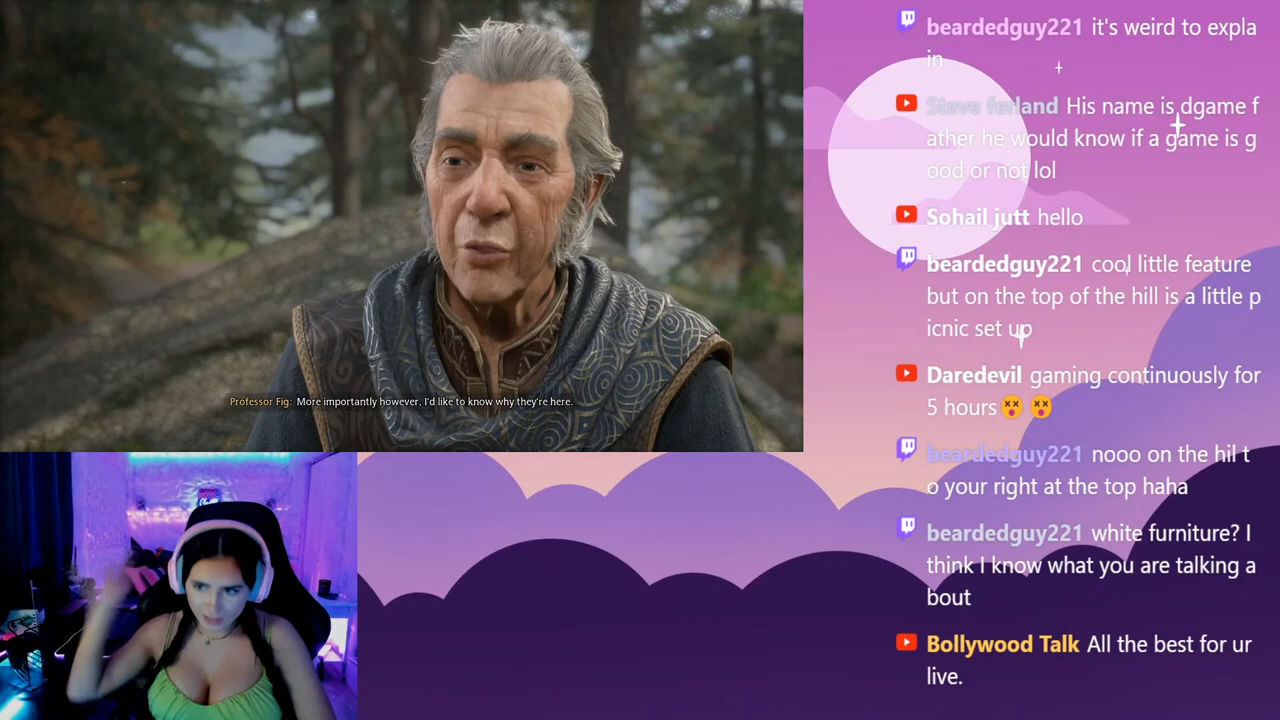 Professor Fig: More importantly however, I'd like to know why they're here.
beardedguy221 it's weird to expla
in
Steve ferland His name is dgame f
ather he would know if a game is g
ood or not lol
Sohail jutt hello
beardedguy221 cool little feature
but on the top of the hill is a little p
icnic set up
Daredevil gaming continuously for
5 hours😵😵
beardedguy221 nooo on the hil t
o your right at the top haha
beardedguy221 white furniture? I
think I know what you are talking a
bout
Bollywood Talk All the best for ur
live.